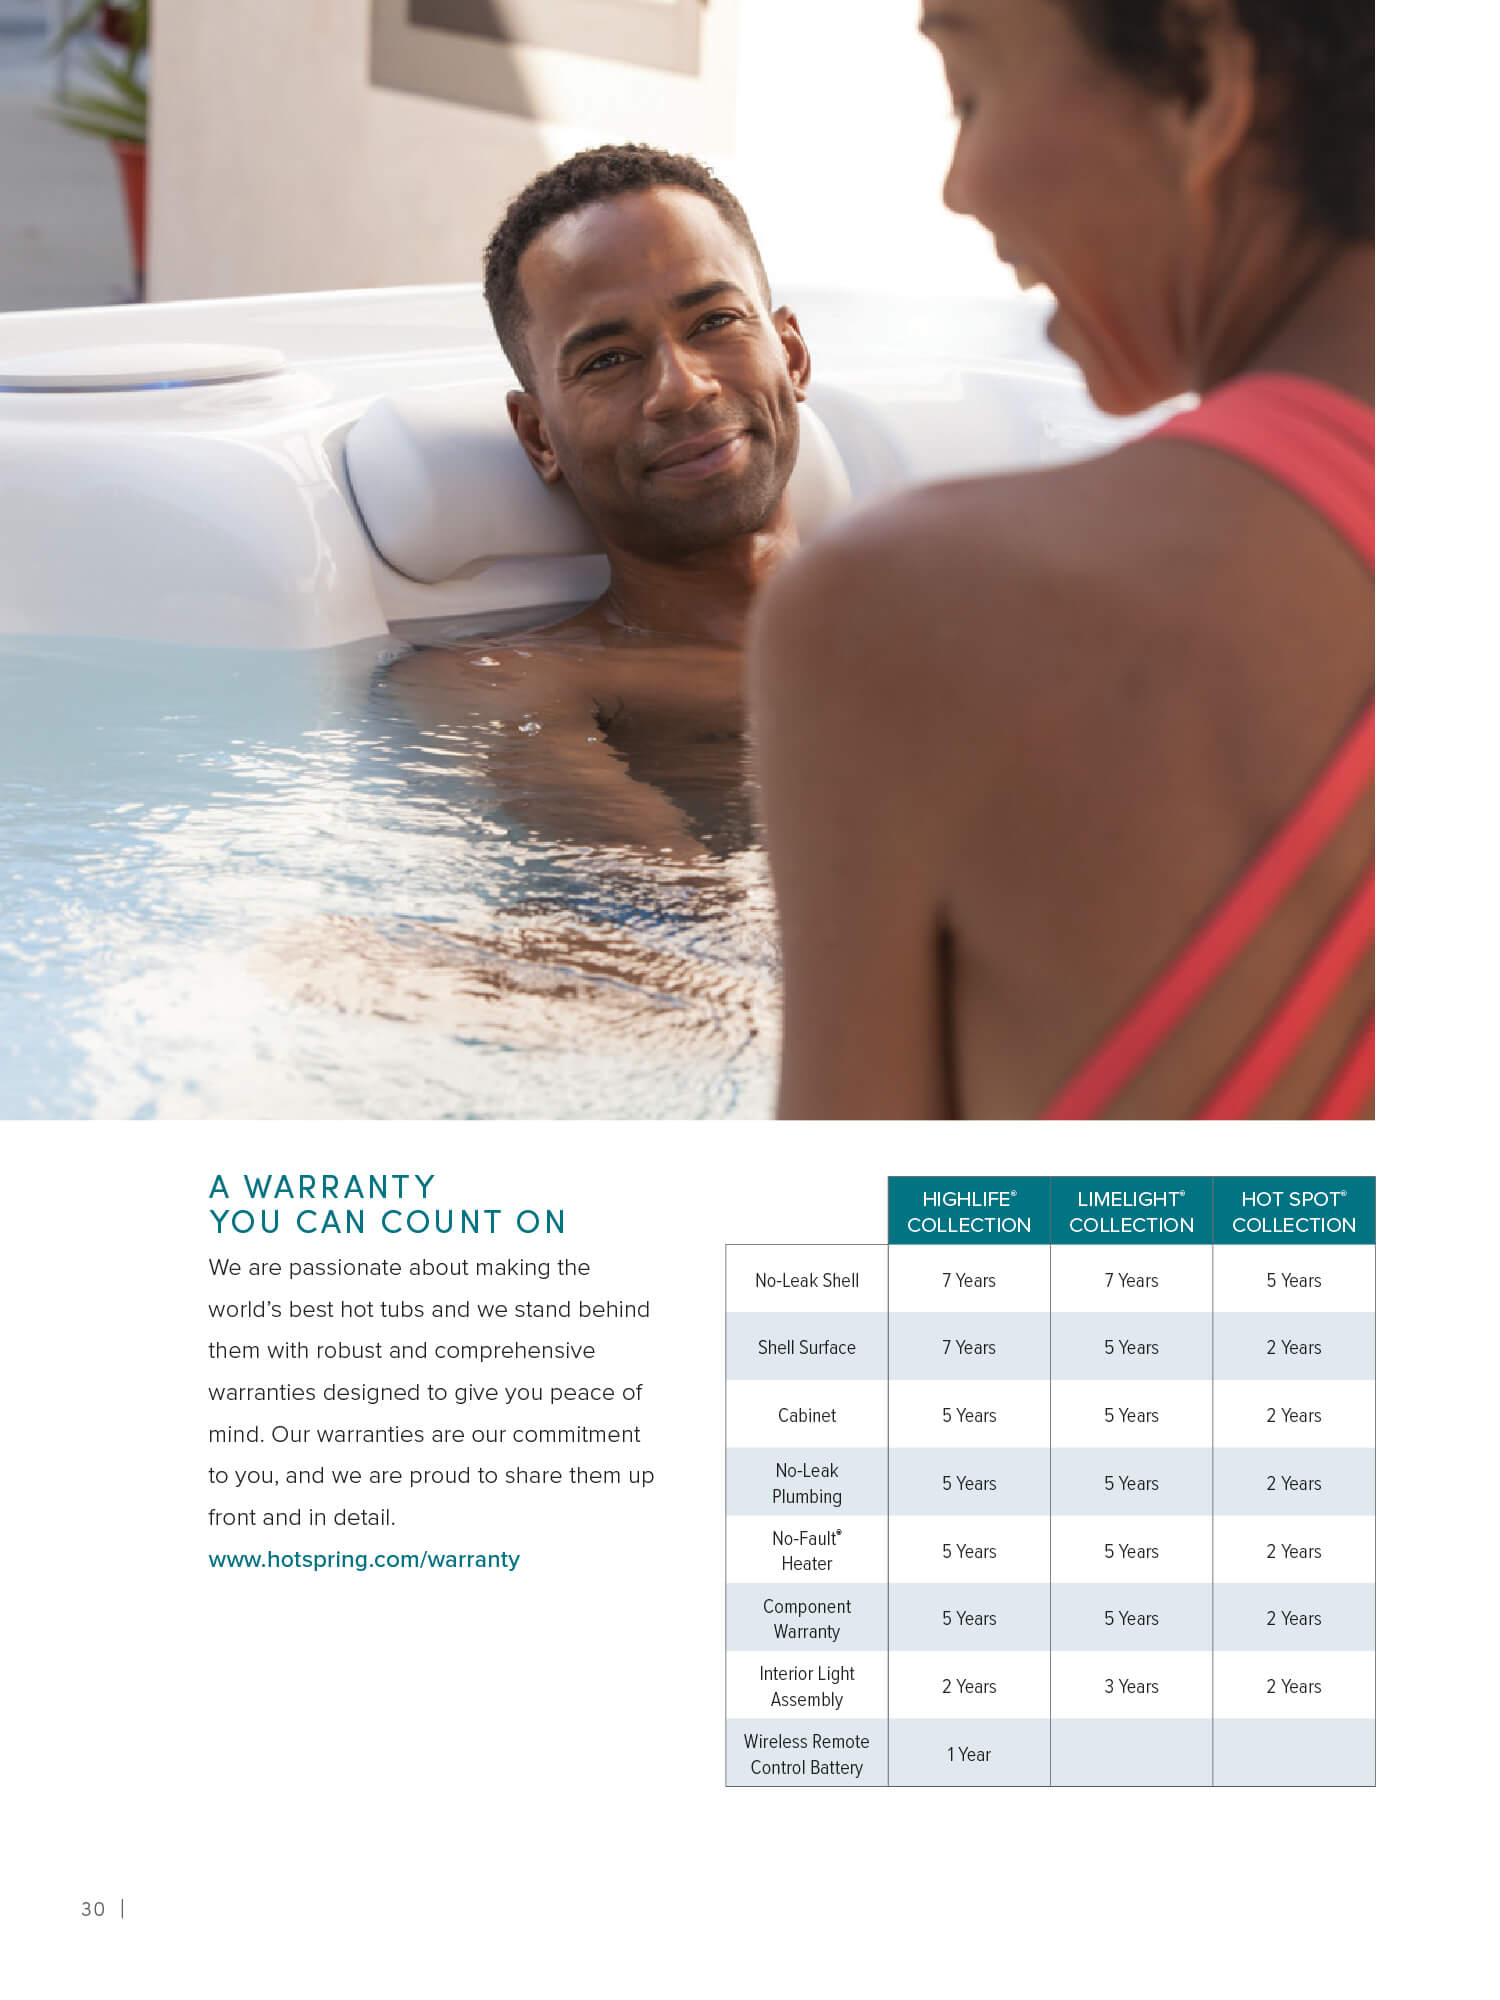 A WARRANTY
YOU CAN COUNT ON
We are passionate about making the
world's best hot tubs and we stand behind
them with robust and comprehensive
warranties designed to give you peace of
mind. Our warranties are our commitment
to you, and we are proud to share them up
front and in detail.
www.hotspring.com/warranty
HIGHLIFE® COLLECTION LIMELIGHT® COLLECTION HOT SPOT® COLLECTION
No-Leak Shell 7 Years 7 Years 5 Years
Shell Surface 7 Years 5 Years 2 Years
Cabinet 5 Years 5 Years 2 Years
No-Leak Plumbing 5 Years 5 Years 2 Years
No-Fault® Heater 5 Years 5 Years 2 Years
Component Warranty 5 Years 5 Years 2 Years
Interior Light Assembly 2 Years 3 Years 2 Years
Wireless Remote Control Battery 1 Year
30 |